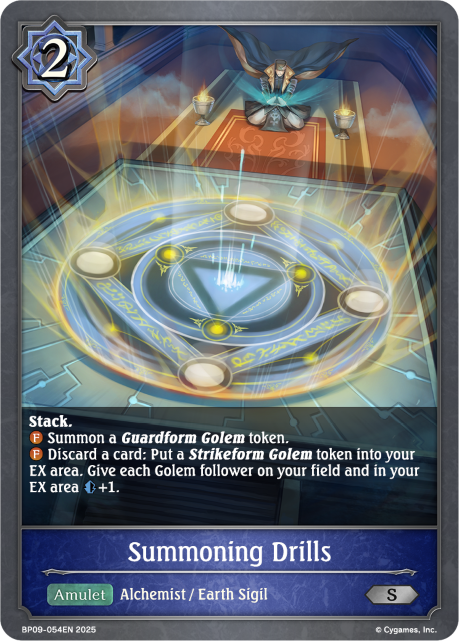 2
Stack.
F Summon a Guardform Golem token.
F Discard a card: Put a Strikeform Golem token into your
EX area. Give each Golem follower on your field and in your
EX area +1.
Summoning Drills
Amulet Alchemist / Earth Sigil
S
BP09-054EN 2025 © Cygames, Inc.